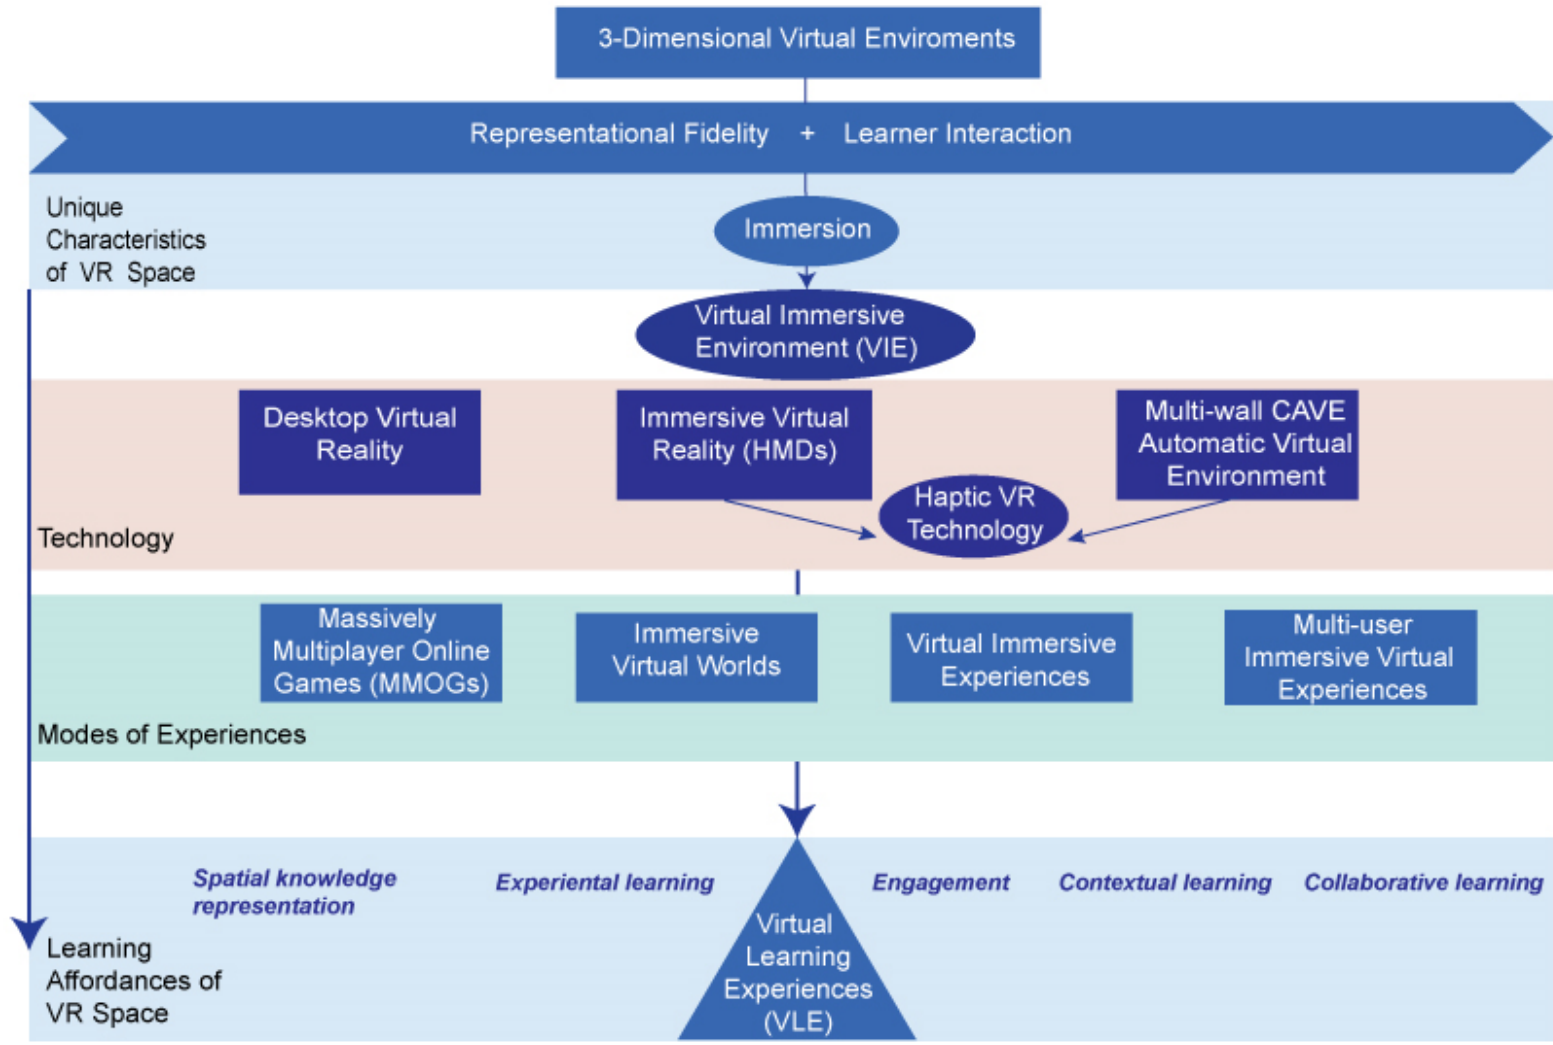 3-Dimensional Virtual Enviroments
Representational Fidelity + Learner Interaction
Unique
Characteristics
of VR Space
Immersion
Virtual Immersive
Environment (VIE)
Desktop Virtual
Reality
Immersive Virtual
Reality (HMDs)
Multi-wall CAVE
Automatic Virtual
Environment
Haptic VR
Technology
Technology
Massively
Multiplayer Online
Games (MMOGs)
Immersive
Virtual Worlds
Virtual Immersive
Experiences
Multi-user
Immersive Virtual
Experiences
Modes of Experiences
Spatial knowledge
representation
Experiental learning
Engagement
Contextual learning
Collaborative learning
Virtual
Learning
Experiences
(VLE)
Learning
Affordances of
VR Space